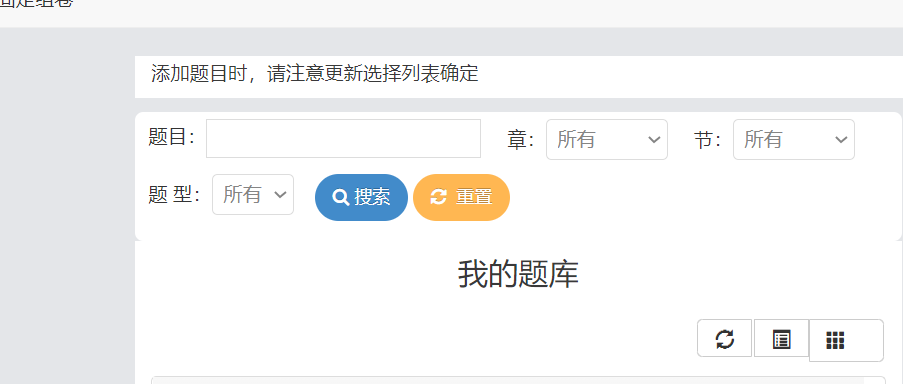 添加题目时，请注意更新选择列表确定
题目： 章： 所有 节： 所有
题 型： 所有 搜索 重置
我的题库